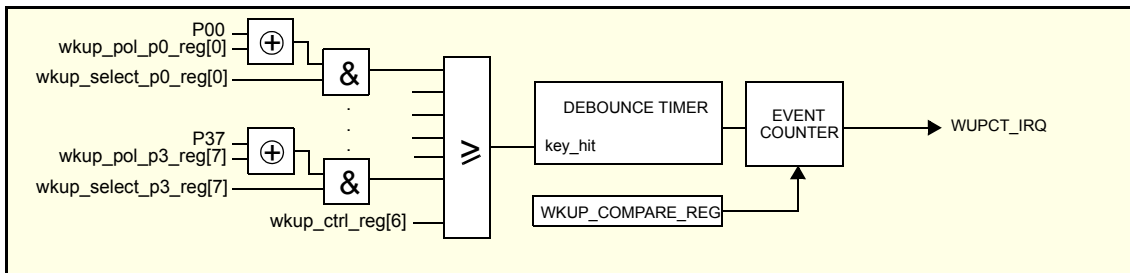 P00
wkup_pol_p0_reg[0]
⊕
wkup_select_p0_reg[0]
&
.
.
.
P37
wkup_pol_p3_reg[7]
⊕
wkup_select_p3_reg[7]
&
wkup_ctrl_reg[6]
≥
DEBOUNCE TIMER
key_hit
EVENT
COUNTER
WUPCT_IRQ
WKUP_COMPARE_REG